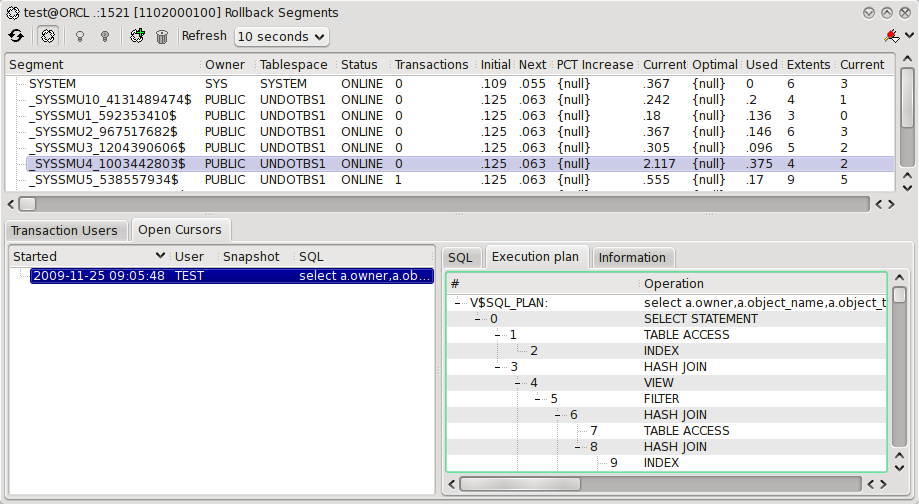 test@ORCL .:1521 [1102000100] Rollback Segments
Refresh 10 seconds
Segment Owner Tablespace Status Transactions Initial Next PCT Increase Current Optimal Used Extents Current
SYSTEM SYS SYSTEM ONLINE 0 .109 .055 {null} .367 {null} 0 6 3
_SYSSMU10_4131489474$ PUBLIC UNDOTBS1 ONLINE 0 .125 .063 {null} .242 {null} .2 4 1
_SYSSMU1_592353410$ PUBLIC UNDOTBS1 ONLINE 0 .125 .063 {null} .18 {null} .136 3 0
_SYSSMU2_967517682$ PUBLIC UNDOTBS1 ONLINE 0 .125 .063 {null} .367 {null} .146 6 3
_SYSSMU3_1204390606$ PUBLIC UNDOTBS1 ONLINE 0 .125 .063 {null} .305 {null} .096 5 2
_SYSSMU4_1003442803$ PUBLIC UNDOTBS1 ONLINE 0 .125 .063 {null} 2.117 {null} .375 4 2
_SYSSMU5_538557934$ PUBLIC UNDOTBS1 ONLINE 1 .125 .063 {null} .555 {null} .17 9 5
Transaction Users Open Cursors
Started User Snapshot SQL
2009-11-25 09:05:48 TEST select a.owner,a.ob...
SQL Execution plan Information
# Operation
V$SQL_PLAN: select a.owner,a.object_name,a.object_t
0 SELECT STATEMENT
1 TABLE ACCESS
2 INDEX
3 HASH JOIN
4 VIEW
5 FILTER
6 HASH JOIN
7 TABLE ACCESS
8 HASH JOIN
9 INDEX